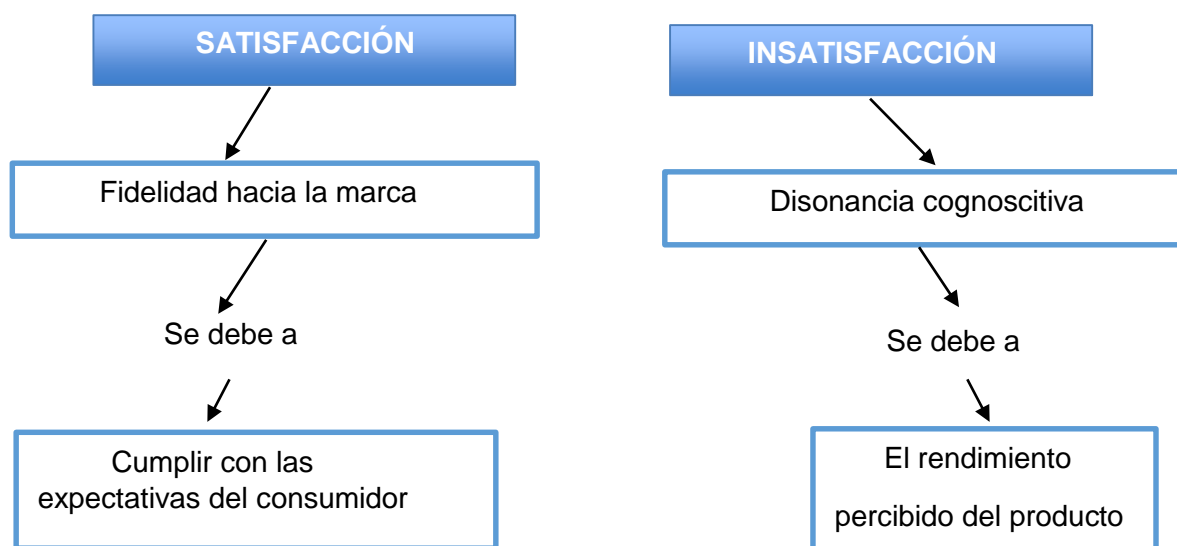 SATISFACCIÓN
Fidelidad hacia la marca
Se debe a
Cumplir con las
expectativas del consumidor
INSATISFACCIÓN
Disonancia cognoscitiva
Se debe a
El rendimiento
percibido del producto